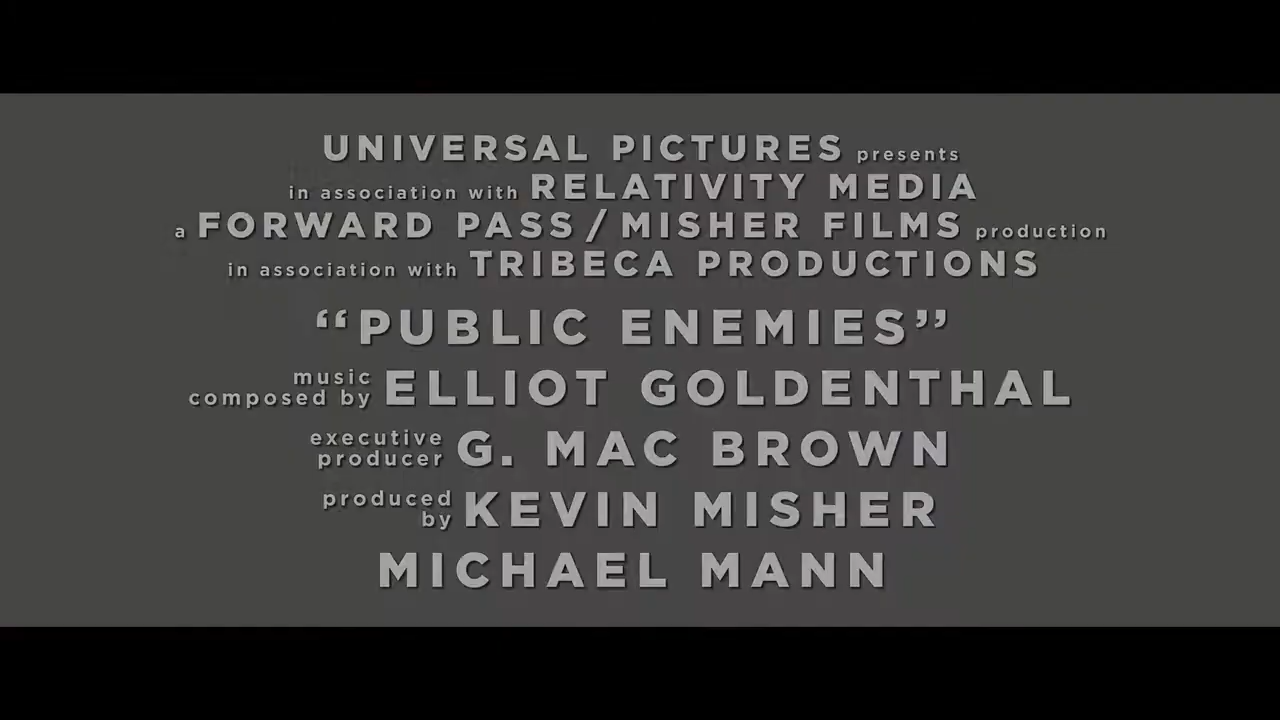 UNIVERSAL PICTURES presents
in association with RELATIVITY MEDIA
a FORWARD PASS/MISHER FILMS production
in association with TRIBECA PRODUCTIONS
“PUBLIC ENEMIES”
music composed by ELLIOT GOLDENTHAL
executive producer G. MAC BROWN
produced by KEVIN MISHER
MICHAEL MANN